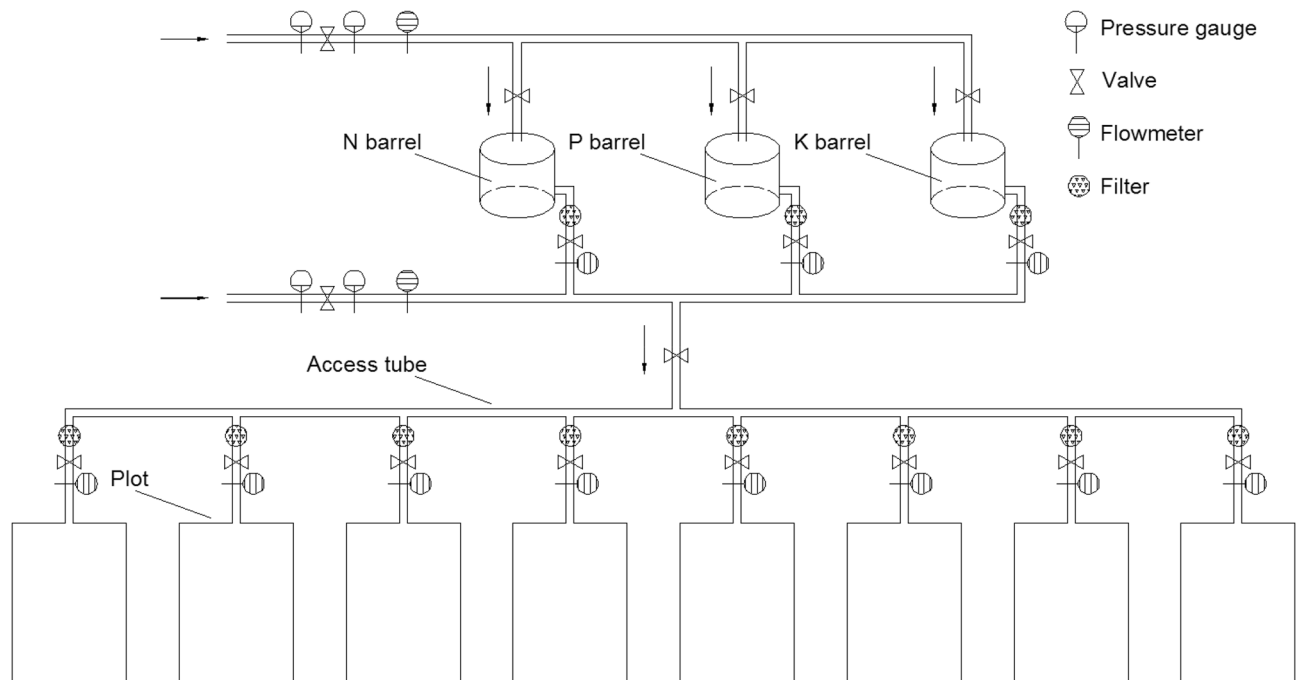 Pressure gauge
Valve
Flowmeter
Filter
N barrel
P barrel
K barrel
Access tube
Plot